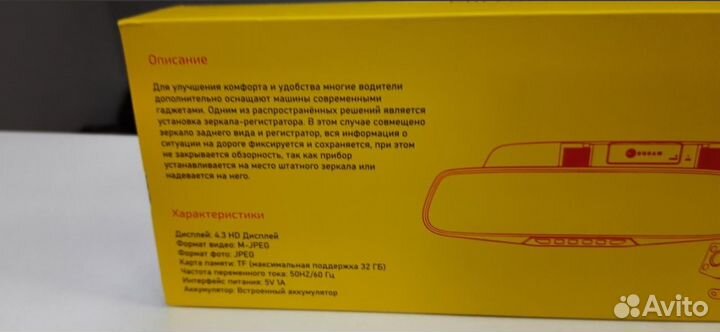 Описание
Для улучшения комфорта и удобства многие водители
дополнительно оснащают машины современными
гаджетами. Одним из распространённых решений является
установка зеркала-регистратора. В этом случае совмещено
зеркало заднего вида и регистратор, вся информация о
ситуации на дороге фиксируется и сохраняется, при этом
не закрывается обзорность, так как прибор
устанавливается на место штатного зеркала или
надевается на него.
Характеристики
Дисплей: 4.3 HD Дисплей
Формат видео: M-JPEG
Формат фото: JPEG
Карта памяти: TF (максимальная поддержка 32 ГБ)
Частота переменного тока: 50HZ/60 Гц
Интерфейс питания: 5V 1A
Аккумулятор: Встроенный аккумулятор
Avito